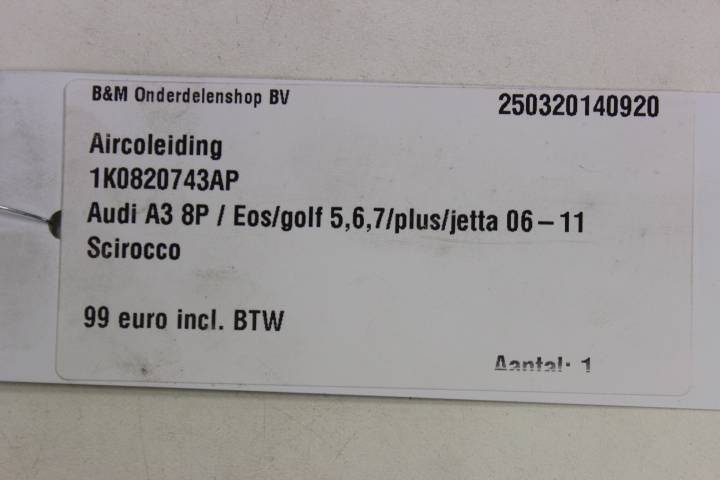 B&M Onderdelenshop BV 250320140920
Aircoleiding
1K0820743AP
Audi A3 8P / Eos/golf 5,6,7/plus/jetta 06 – 11
Scirocco
99 euro incl. BTW
Aantal: 1